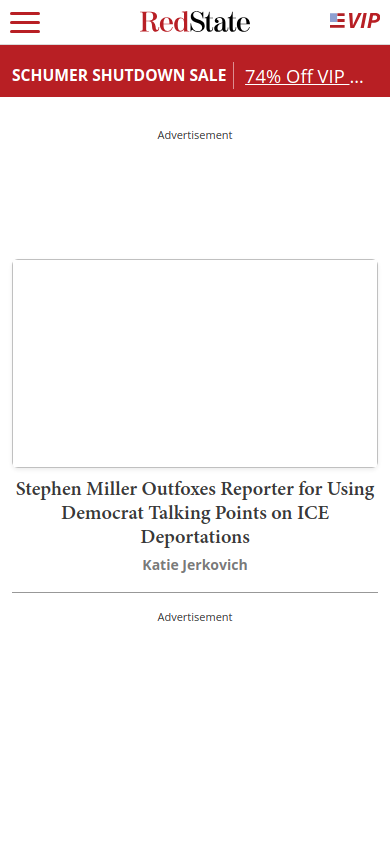 RedState
VIP
SCHUMER SHUTDOWN SALE
74% Off VIP ...
Advertisement
Stephen Miller Outfoxes Reporter for Using
Democrat Talking Points on ICE
Deportations
Katie Jerkovich
Advertisement